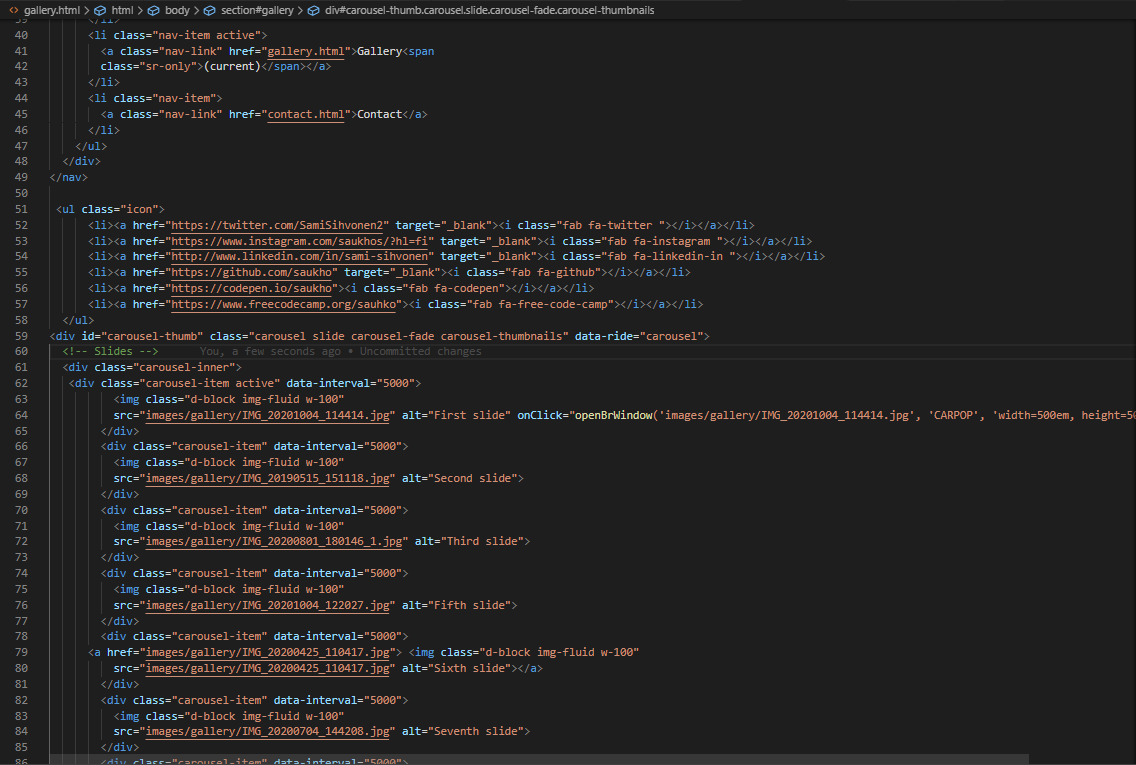 gallery.html > html > body > section#gallery > div#carousel-thumb.carousel.slide.carousel-fade.carousel-thumbnails
39 </li>
40 <li class="nav-item active">
41 <a class="nav-link" href="gallery.html">Gallery<span
42 class="sr-only">(current)</span></a>
43 </li>
44 <li class="nav-item">
45 <a class="nav-link" href="contact.html">Contact</a>
46 </li>
47 </ul>
48 </div>
49 </nav>
50
51 <ul class="icon">
52 <li><a href="https://twitter.com/SamiSihvonen2" target="_blank"><i class="fab fa-twitter "></i></a></li>
53 <li><a href="https://www.instagram.com/saukhos/?hl=fi" target="_blank"><i class="fab fa-instagram "></i></a></li>
54 <li><a href="http://www.linkedin.com/in/sami-sihvonen" target="_blank"><i class="fab fa-linkedin-in "></i></a></li>
55 <li><a href="https://github.com/saukho" target="_blank"><i class="fab fa-github"></i></a></li>
56 <li><a href="https://codepen.io/saukho"><i class="fab fa-codepen"></i></a></li>
57 <li><a href="https://www.freecodecamp.org/sauhko"><i class="fab fa-free-code-camp"></i></a></li>
58 </ul>
59 <div id="carousel-thumb" class="carousel slide carousel-fade carousel-thumbnails" data-ride="carousel">
60 <!-- Slides --> You, a few seconds ago • Uncommitted changes
61 <div class="carousel-inner">
62 <div class="carousel-item active" data-interval="5000">
63 <img class="d-block img-fluid w-100"
64 src="images/gallery/IMG_20201004_114414.jpg" alt="First slide" onClick="openBrWindow('images/gallery/IMG_20201004_114414.jpg', 'CARPOP', 'width=500em, height=50
65 </div>
66 <div class="carousel-item" data-interval="5000">
67 <img class="d-block img-fluid w-100"
68 src="images/gallery/IMG_20190515_151118.jpg" alt="Second slide">
69 </div>
70 <div class="carousel-item" data-interval="5000">
71 <img class="d-block img-fluid w-100"
72 src="images/gallery/IMG_20200801_180146_1.jpg" alt="Third slide">
73 </div>
74 <div class="carousel-item" data-interval="5000">
75 <img class="d-block img-fluid w-100"
76 src="images/gallery/IMG_20201004_122027.jpg" alt="Fifth slide">
77 </div>
78 <div class="carousel-item" data-interval="5000">
79 <a href="images/gallery/IMG_20200425_110417.jpg"> <img class="d-block img-fluid w-100"
80 src="images/gallery/IMG_20200425_110417.jpg" alt="Sixth slide"></a>
81 </div>
82 <div class="carousel-item" data-interval="5000">
83 <img class="d-block img-fluid w-100"
84 src="images/gallery/IMG_20200704_144208.jpg" alt="Seventh slide">
85 </div>
86 <div class="carousel-item" data-interval="5000">